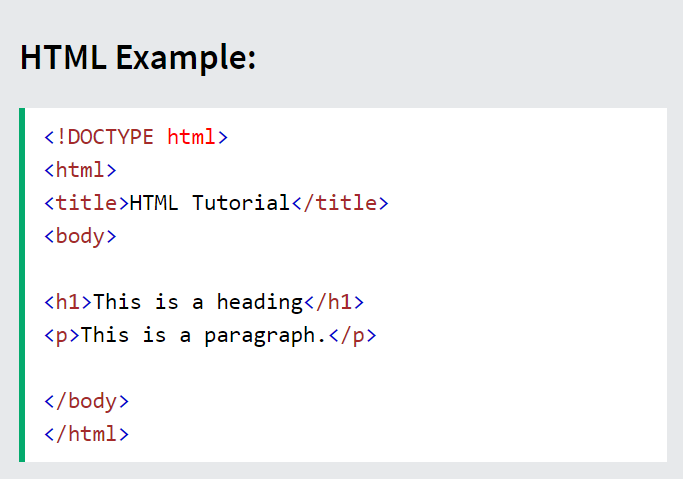 HTML Example:
<!DOCTYPE html>
<html>
<title>HTML Tutorial</title>
<body>
<h1>This is a heading</h1>
<p>This is a paragraph.</p>
</body>
</html>